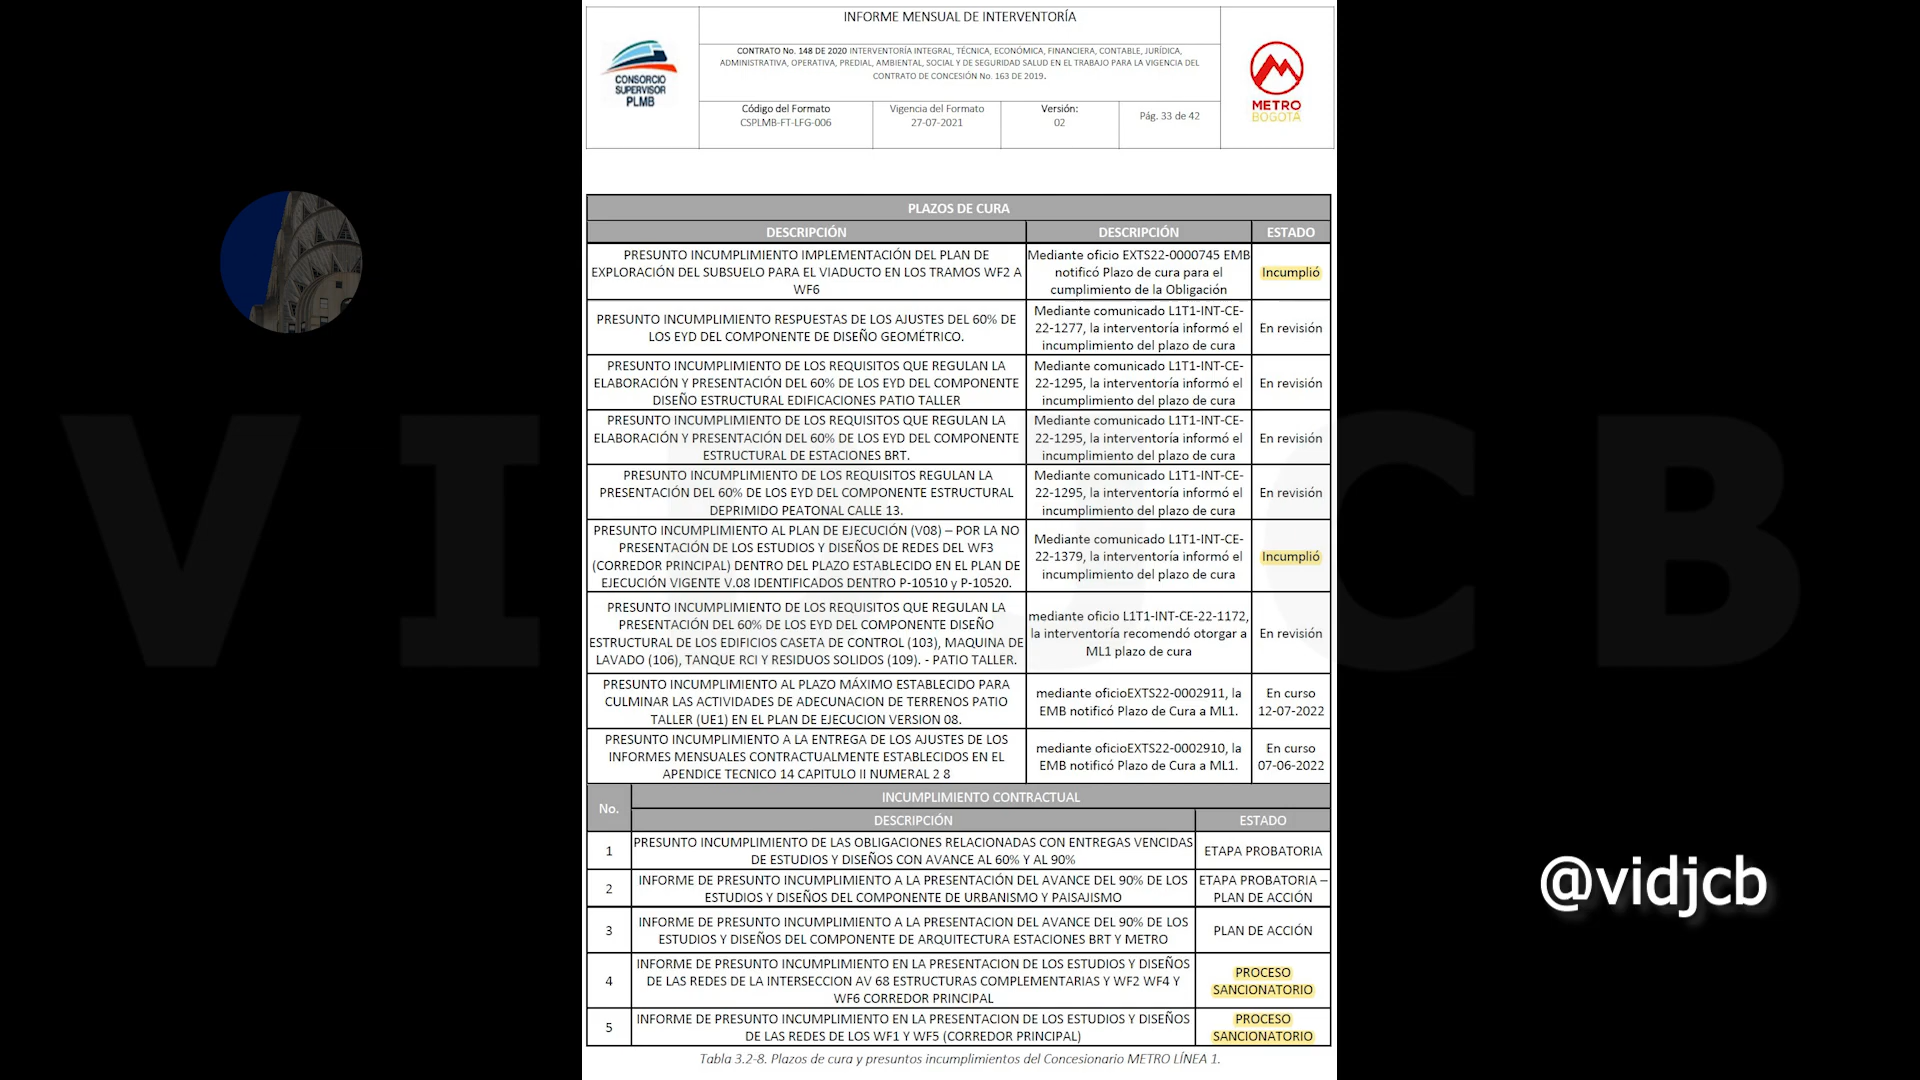 INFORME MENSUAL DE INTERVENTORÍA
CONSORCIO
SUPERVISOR
PLMB
CONTRATO No. 148 DE 2020 INTERVENTORÍA INTEGRAL, TÉCNICA, ECONÓMICA, FINANCIERA, CONTABLE, JURÍDICA,
ADMINISTRATIVA, OPERATIVA, PREDIAL, AMBIENTAL, SOCIAL Y DE SEGURIDAD SALUD EN EL TRABAJO PARA LA VIGENCIA DEL
CONTRATO DE CONCESIÓN No. 163 DE 2019.
METRO
BOGOTÁ
Código del Formato
CSPLMB-FT-LFG-006
Vigencia del Formato
27-07-2021
Versión:
02
Pág. 33 de 42
PLAZOS DE CURA
DESCRIPCIÓN
DESCRIPCIÓN
ESTADO
PRESUNTO INCUMPLIMIENTO IMPLEMENTACIÓN DEL PLAN DE
EXPLORACIÓN DEL SUBSUELO PARA EL VIADUCTO EN LOS TRAMOS WF2 A
WF6
Mediante oficio EXTS22-0000745 EMB
notificó Plazo de cura para el
cumplimiento de la Obligación
Incumplió
PRESUNTO INCUMPLIMIENTO RESPUESTAS DE LOS AJUSTES DEL 60% DE
LOS EYD DEL COMPONENTE DE DISEÑO GEOMÉTRICO.
Mediante comunicado L1T1-INT-CE-
22-1277, la interventoría informó el
incumplimiento del plazo de cura
En revisión
PRESUNTO INCUMPLIMIENTO DE LOS REQUISITOS QUE REGULAN LA
ELABORACIÓN Y PRESENTACIÓN DEL 60% DE LOS EYD DEL COMPONENTE
DISEÑO ESTRUCTURAL EDIFICACIONES PATIO TALLER
Mediante comunicado L1T1-INT-CE-
22-1295, la interventoría informó el
incumplimiento del plazo de cura
En revisión
PRESUNTO INCUMPLIMIENTO DE LOS REQUISITOS QUE REGULAN LA
ELABORACIÓN Y PRESENTACIÓN DEL 60% DE LOS EYD DEL COMPONENTE
ESTRUCTURAL DE ESTACIONES BRT.
Mediante comunicado L1T1-INT-CE-
22-1295, la interventoría informó el
incumplimiento del plazo de cura
En revisión
PRESUNTO INCUMPLIMIENTO DE LOS REQUISITOS REGULAN LA
PRESENTACIÓN DEL 60% DE LOS EYD DEL COMPONENTE ESTRUCTURAL
DEPRIMIDO PEATONAL CALLE 13.
Mediante comunicado L1T1-INT-CE-
22-1295, la interventoría informó el
incumplimiento del plazo de cura
En revisión
PRESUNTO INCUMPLIMIENTO AL PLAN DE EJECUCIÓN (V08) – POR LA NO
PRESENTACIÓN DE LOS ESTUDIOS Y DISEÑOS DE REDES DEL WF3
(CORREDOR PRINCIPAL) DENTRO DEL PLAZO ESTABLECIDO EN EL PLAN DE
EJECUCIÓN VIGENTE V.08 IDENTIFICADOS DENTRO P-10510 y P-10520.
Mediante comunicado L1T1-INT-CE-
22-1379, la interventoría informó el
incumplimiento del plazo de cura
Incumplió
PRESUNTO INCUMPLIMIENTO DE LOS REQUISITOS QUE REGULAN LA
PRESENTACIÓN DEL 60% DE LOS EYD DEL COMPONENTE DISEÑO
ESTRUCTURAL DE LOS EDIFICIOS CASETA DE CONTROL (103), MAQUINA DE
LAVADO (106), TANQUE RCI Y RESIDUOS SOLIDOS (109). - PATIO TALLER.
mediante oficio L1T1-INT-CE-22-1172,
la interventoría recomendó otorgar a
ML1 plazo de cura
En revisión
PRESUNTO INCUMPLIMIENTO AL PLAZO MÁXIMO ESTABLECIDO PARA
CULMINAR LAS ACTIVIDADES DE ADECUNACION DE TERRENOS PATIO
TALLER (UE1) EN EL PLAN DE EJECUCION VERSION 08.
mediante oficioEXTS22-0002911, la
EMB notificó Plazo de Cura a ML1.
En curso
12-07-2022
PRESUNTO INCUMPLIMIENTO A LA ENTREGA DE LOS AJUSTES DE LOS
INFORMES MENSUALES CONTRACTUALMENTE ESTABLECIDOS EN EL
APENDICE TECNICO 14 CAPITULO II NUMERAL 2 8
mediante oficioEXTS22-0002910, la
EMB notificó Plazo de Cura a ML1.
En curso
07-06-2022
No.
INCUMPLIMIENTO CONTRACTUAL
DESCRIPCIÓN
ESTADO
1
PRESUNTO INCUMPLIMIENTO DE LAS OBLIGACIONES RELACIONADAS CON ENTREGAS VENCIDAS
DE ESTUDIOS Y DISEÑOS CON AVANCE AL 60% Y AL 90%
ETAPA PROBATORIA
2
INFORME DE PRESUNTO INCUMPLIMIENTO A LA PRESENTACIÓN DEL AVANCE DEL 90% DE LOS
ESTUDIOS Y DISEÑOS DEL COMPONENTE DE URBANISMO Y PAISAJISMO
ETAPA PROBATORIA –
PLAN DE ACCIÓN
3
INFORME DE PRESUNTO INCUMPLIMIENTO A LA PRESENTACION DEL AVANCE DEL 90% DE LOS
ESTUDIOS Y DISEÑOS DEL COMPONENTE DE ARQUITECTURA ESTACIONES BRT Y METRO
PLAN DE ACCIÓN
4
INFORME DE PRESUNTO INCUMPLIMIENTO EN LA PRESENTACION DE LOS ESTUDIOS Y DISEÑOS
DE LAS REDES DE LA INTERSECCION AV 68 ESTRUCTURAS COMPLEMENTARIAS Y WF2 WF4 Y
WF6 CORREDOR PRINCIPAL
PROCESO
SANCIONATORIO
5
INFORME DE PRESUNTO INCUMPLIMIENTO EN LA PRESENTACION DE LOS ESTUDIOS Y DISEÑOS
DE LAS REDES DE LOS WF1 Y WF5 (CORREDOR PRINCIPAL)
PROCESO
SANCIONATORIO
Tabla 3.2-8. Plazos de cura y presuntos incumplimientos del Concesionario METRO LÍNEA 1.
VIDJCB
@vidjcb